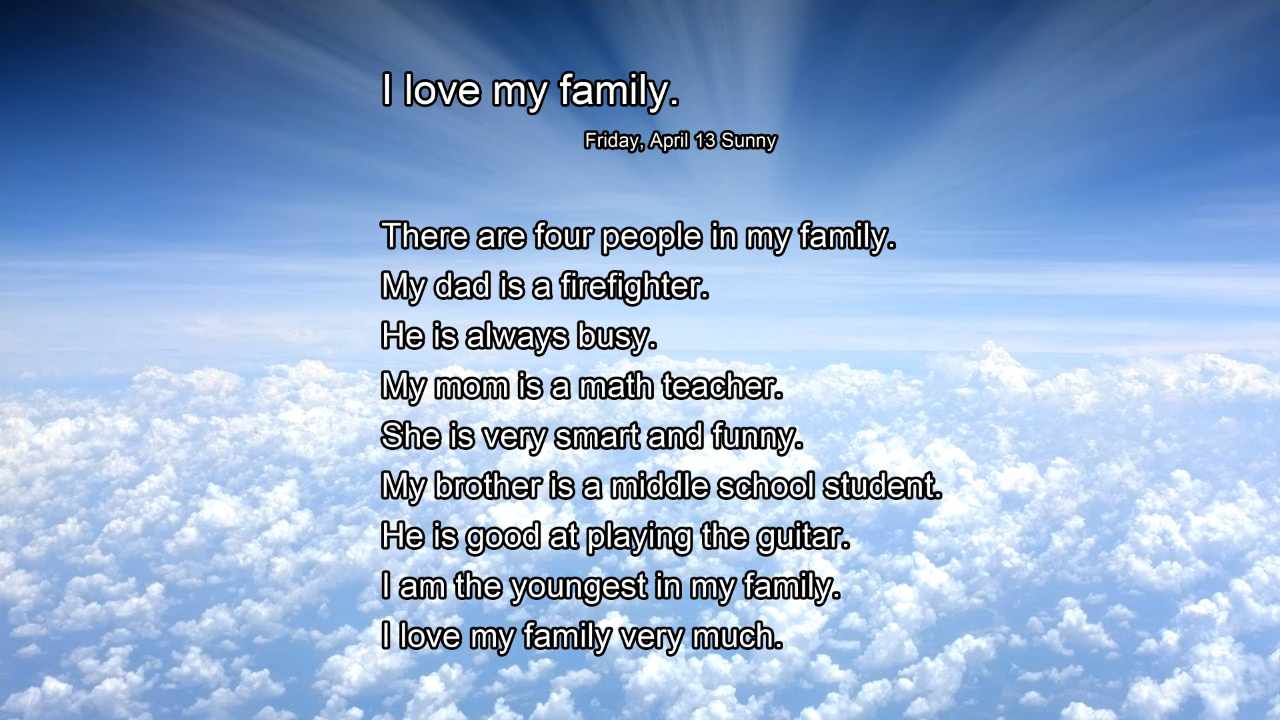 I love my family.
Friday, April 13 Sunny
There are four people in my family.
My dad is a firefighter.
He is always busy.
My mom is a math teacher.
She is very smart and funny.
My brother is a middle school student.
He is good at playing the guitar.
I am the youngest in my family.
I love my family very much.